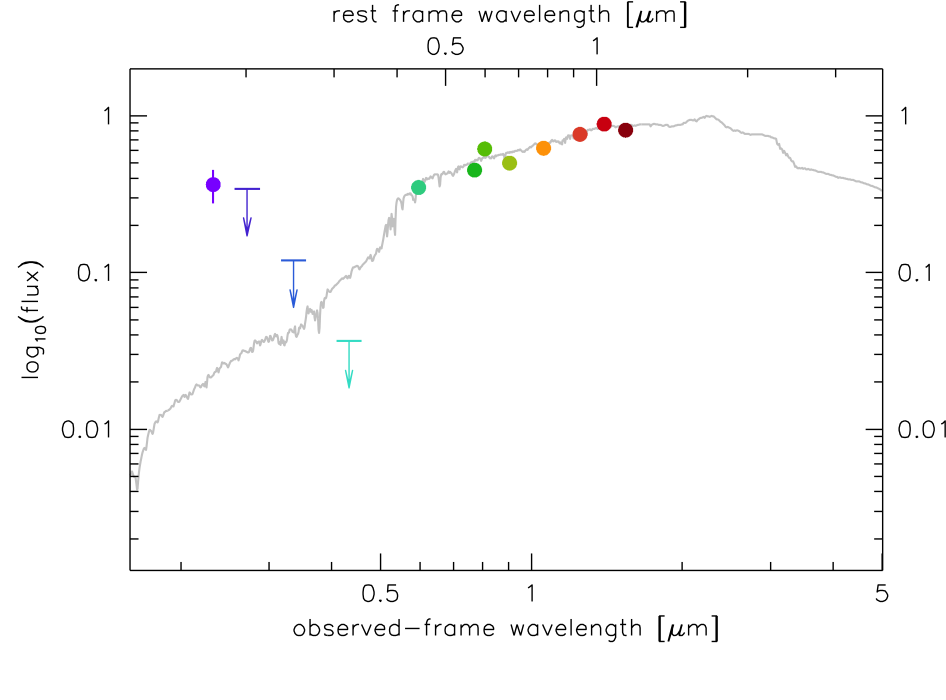 rest frame wavelength [μm]
0.5 1
1 1
0.1 0.1
log10(flux)
0.01 0.01
0.5 1 5
observed-frame wavelength [μm]